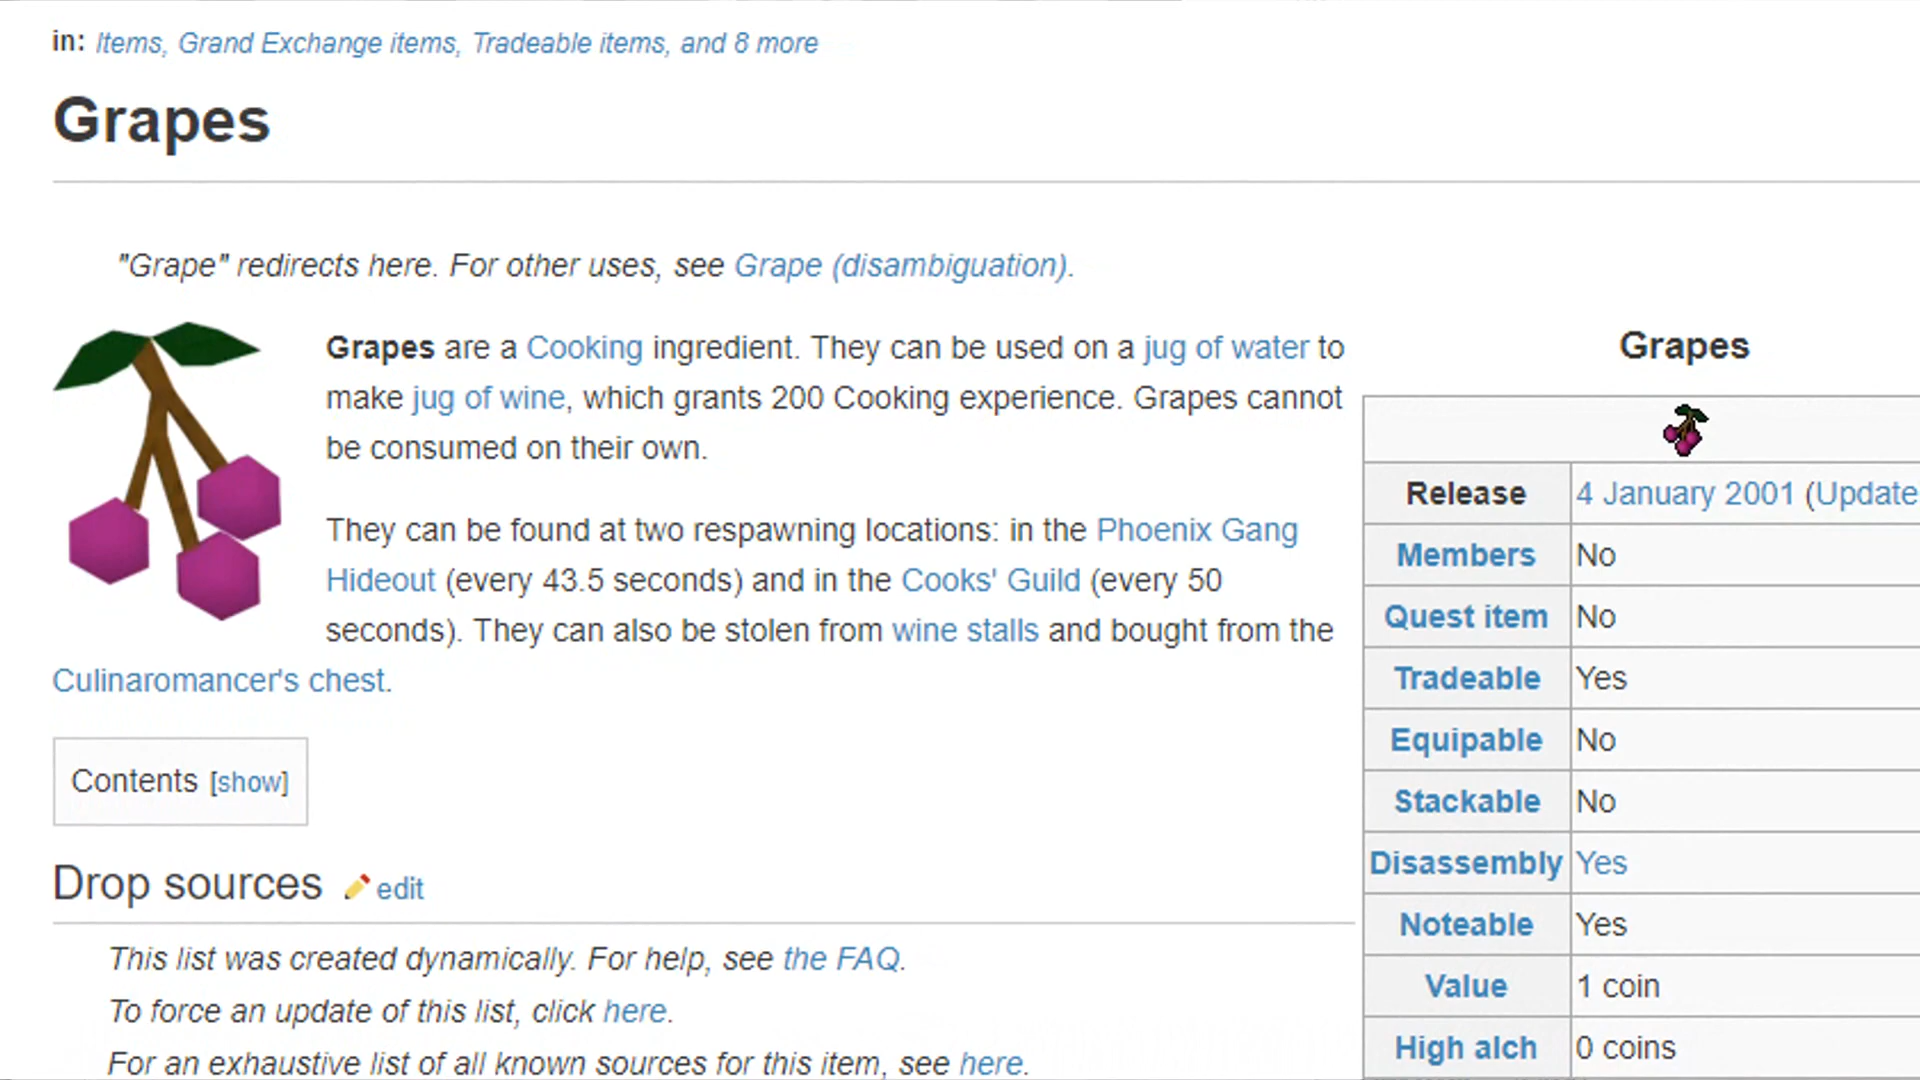 in: Items, Grand Exchange items, Tradeable items, and 8 more
Grapes
"Grape" redirects here. For other uses, see Grape (disambiguation).
Grapes are a Cooking ingredient. They can be used on a jug of water to
make jug of wine, which grants 200 Cooking experience. Grapes cannot
be consumed on their own.
They can be found at two respawning locations: in the Phoenix Gang
Hideout (every 43.5 seconds) and in the Cooks' Guild (every 50
seconds). They can also be stolen from wine stalls and bought from the
Culinaromancer's chest.
Contents [show]
Drop sources edit
This list was created dynamically. For help, see the FAQ.
To force an update of this list, click here.
For an exhaustive list of all known sources for this item, see here.
Grapes
Release 4 January 2001 (Update
Members No
Quest item No
Tradeable Yes
Equipable No
Stackable No
Disassembly Yes
Noteable Yes
Value 1 coin
High alch 0 coins